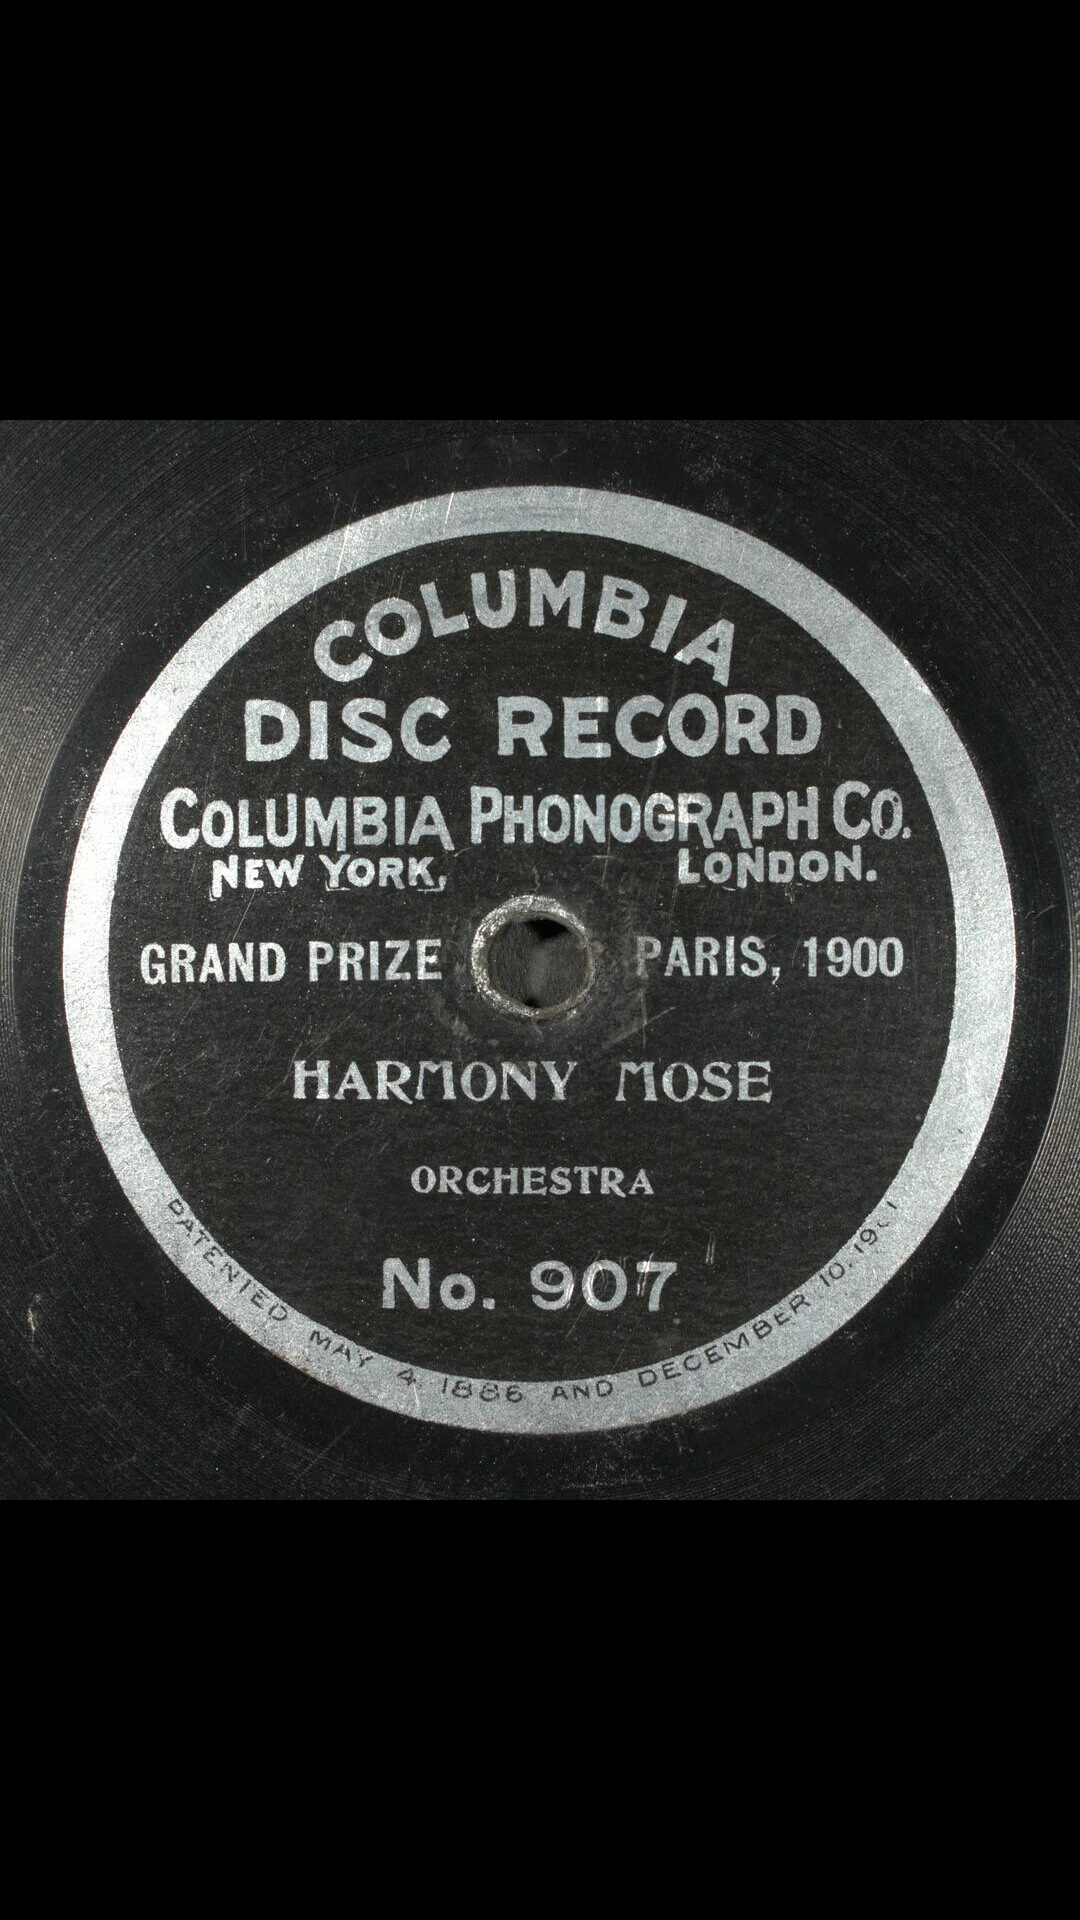 COLUMBIA
DISC RECORD
COLUMBIA PHONOGRAPH CO.
NEW YORK, LONDON.
GRAND PRIZE PARIS, 1900
HARMONY MOSE
ORCHESTRA
No. 907
PATENTED MAY 4 1886 AND DECEMBER 10. 1901